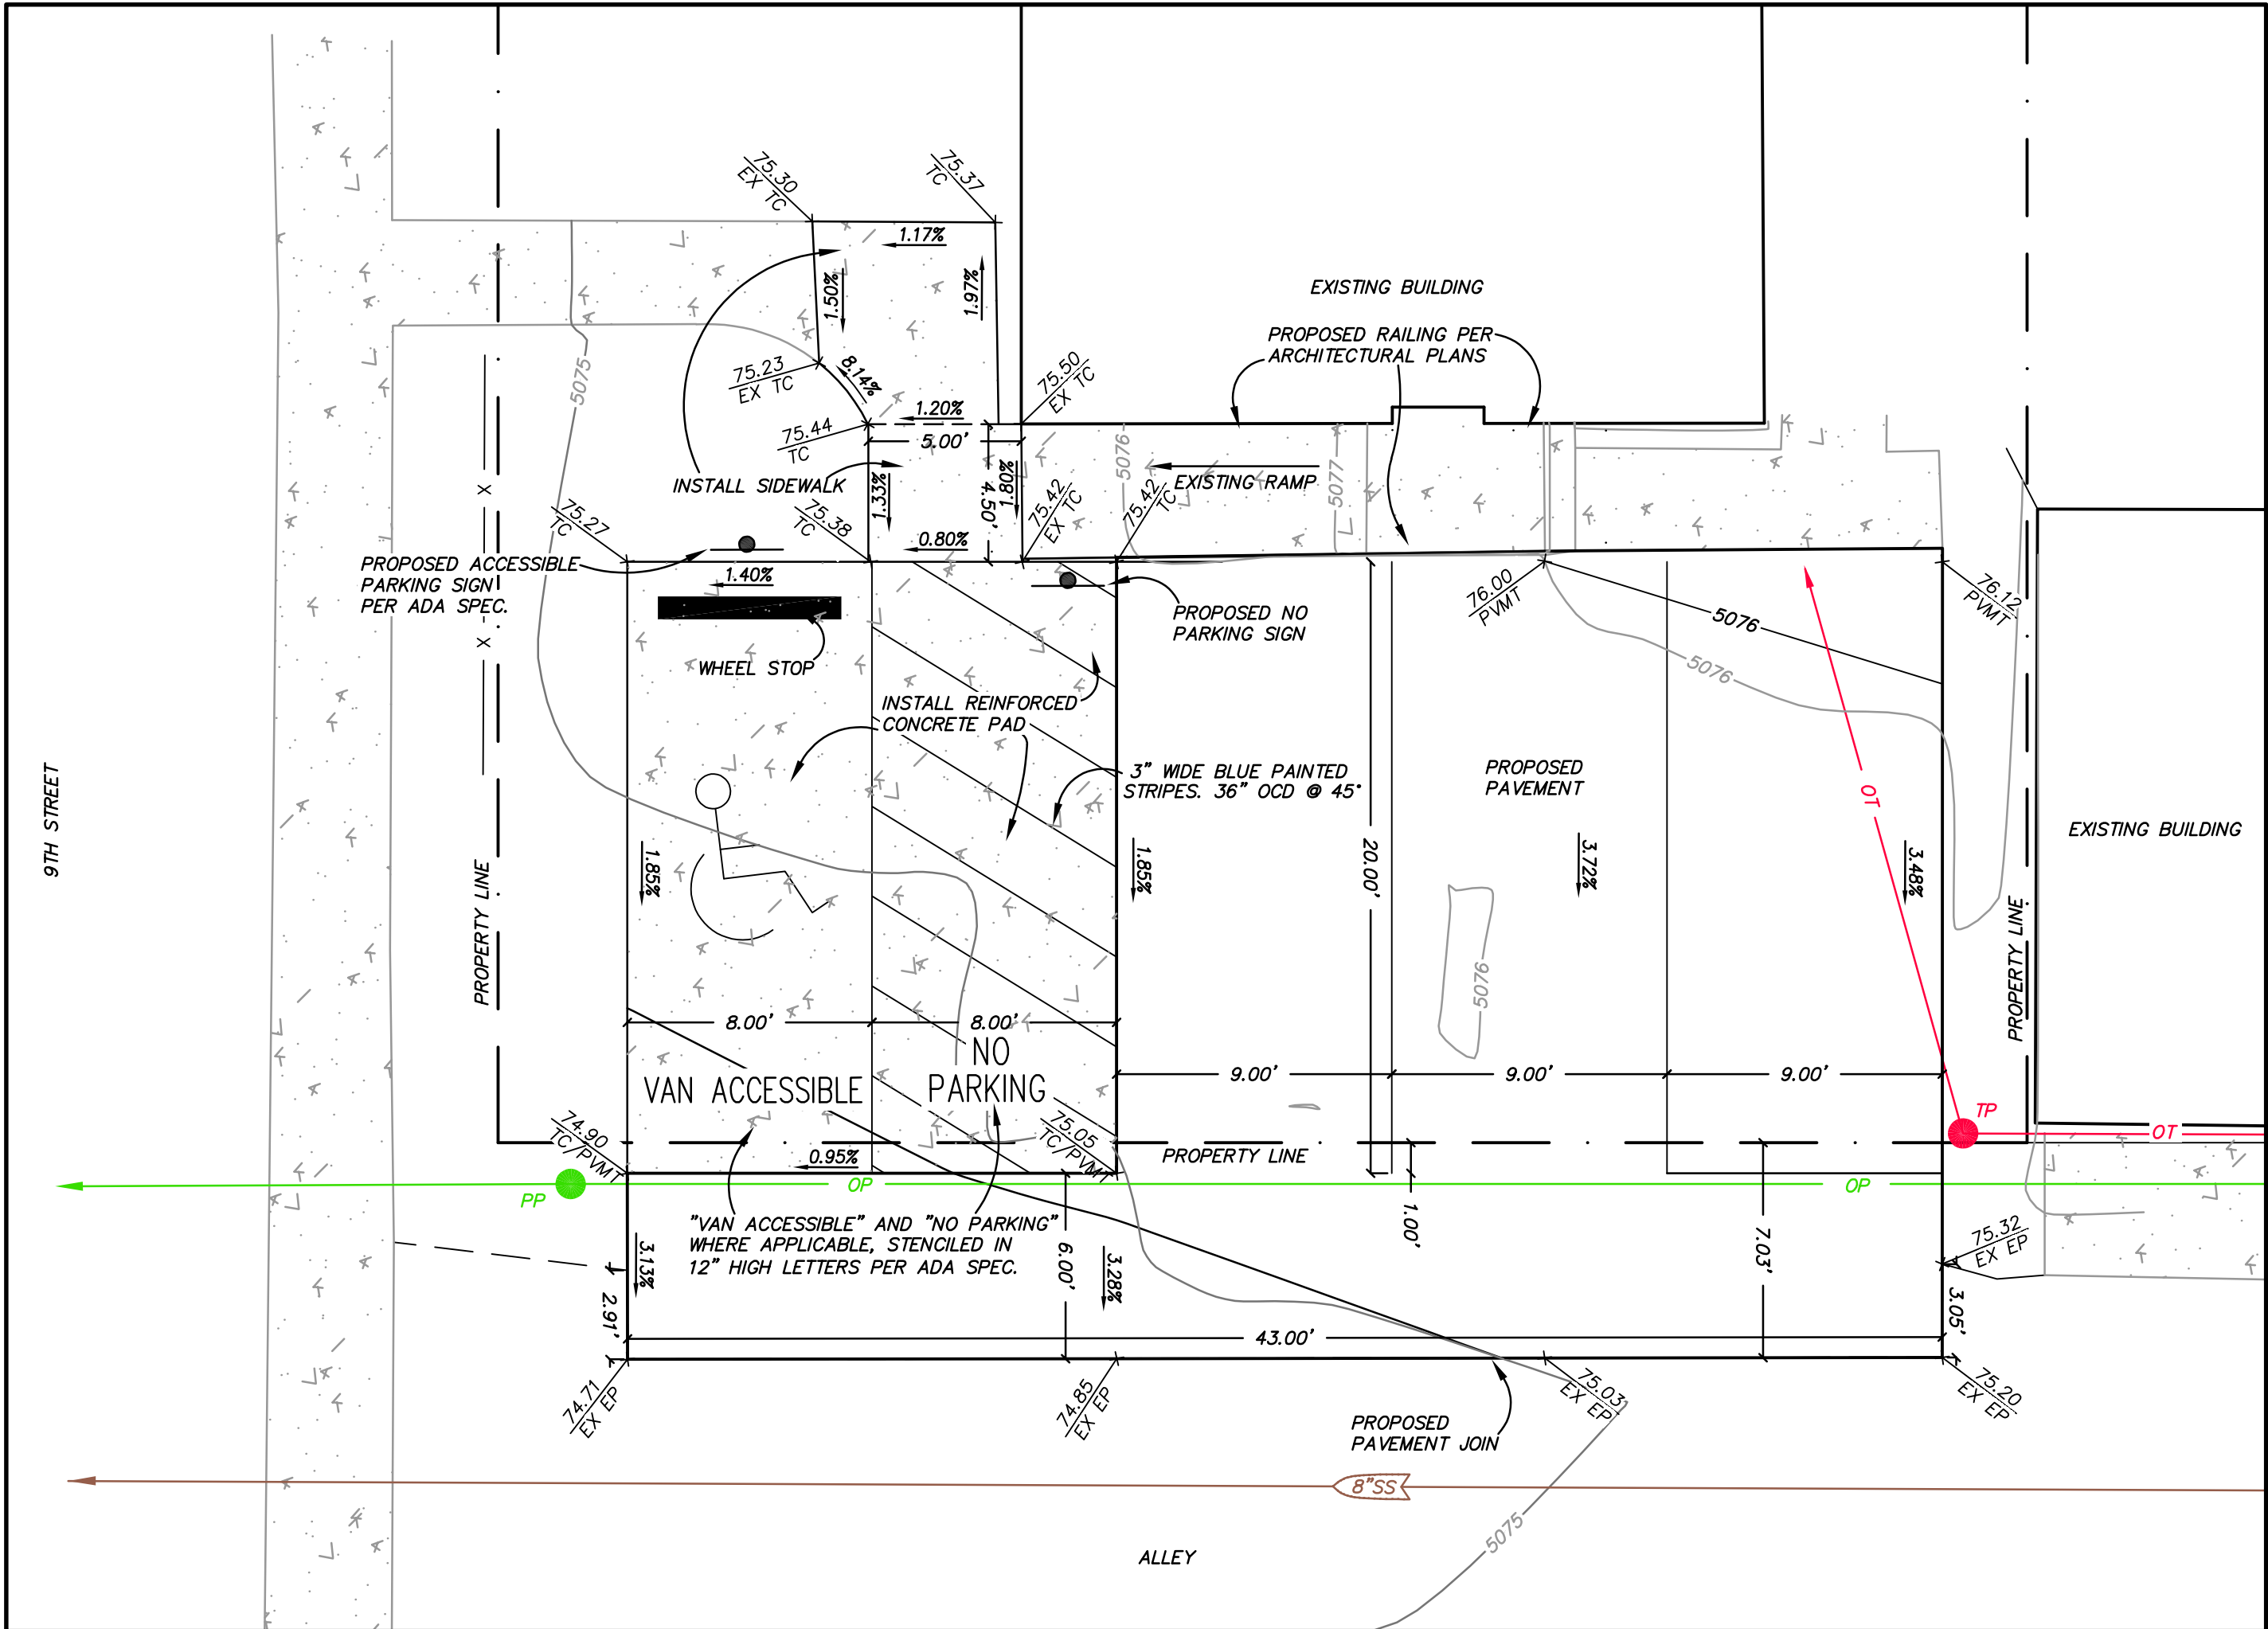 75.30
EX TC
75.37
TC
1.17%
1.50%
1.97%
EXISTING BUILDING
PROPOSED RAILING PER
ARCHITECTURAL PLANS
5075
75.23
EX TC
8.14%
75.50
EX TC
1.20%
5.00'
75.44
TC
INSTALL SIDEWALK
1.33%
4.50'
1.80%
5076
EXISTING RAMP
5077
75.27
TC
75.38
TC
75.42
EX TC
75.42
TC
0.80%
X
X
PROPOSED ACCESSIBLE
PARKING SIGN
PER ADA SPEC.
1.40%
PROPOSED NO
PARKING SIGN
76.00
PVMT
76.12
PVMT
5076
5076
WHEEL STOP
INSTALL REINFORCED
CONCRETE PAD
3" WIDE BLUE PAINTED
STRIPES. 36" OCD @ 45°
PROPOSED
PAVEMENT
OT
9TH STREET
EXISTING BUILDING
1.85%
1.85%
20.00'
3.72%
3.48%
PROPERTY LINE
PROPERTY LINE
5076
8.00'
8.00'
NO
PARKING
VAN ACCESSIBLE
9.00'
9.00'
9.00'
TP
OT
74.90
TC/PVMT
75.05
TC/PVMT
0.95%
PROPERTY LINE
PP
OP
OP
"VAN ACCESSIBLE" AND "NO PARKING"
WHERE APPLICABLE, STENCILED IN
12" HIGH LETTERS PER ADA SPEC.
1.00'
7.03'
75.32
EX EP
3.13%
2.91'
6.00'
3.28%
3.05'
43.00'
74.71
EX EP
74.85
EX EP
75.03
EX EP
75.20
EX EP
PROPOSED
PAVEMENT JOIN
8"SS
5075
ALLEY